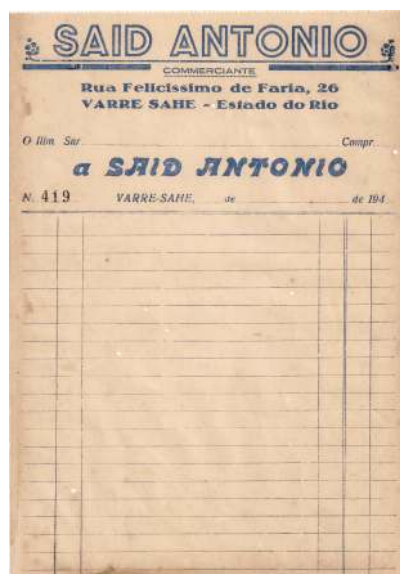 SAID ANTONIO
COMMERCIANTE
Rua Felicissimo de Faria, 26
VARRE SAHE - Estado do Rio
O Illm. Snr. Compr.
a SAID ANTONIO
N. 419 VARRE-SAHE, de de 194